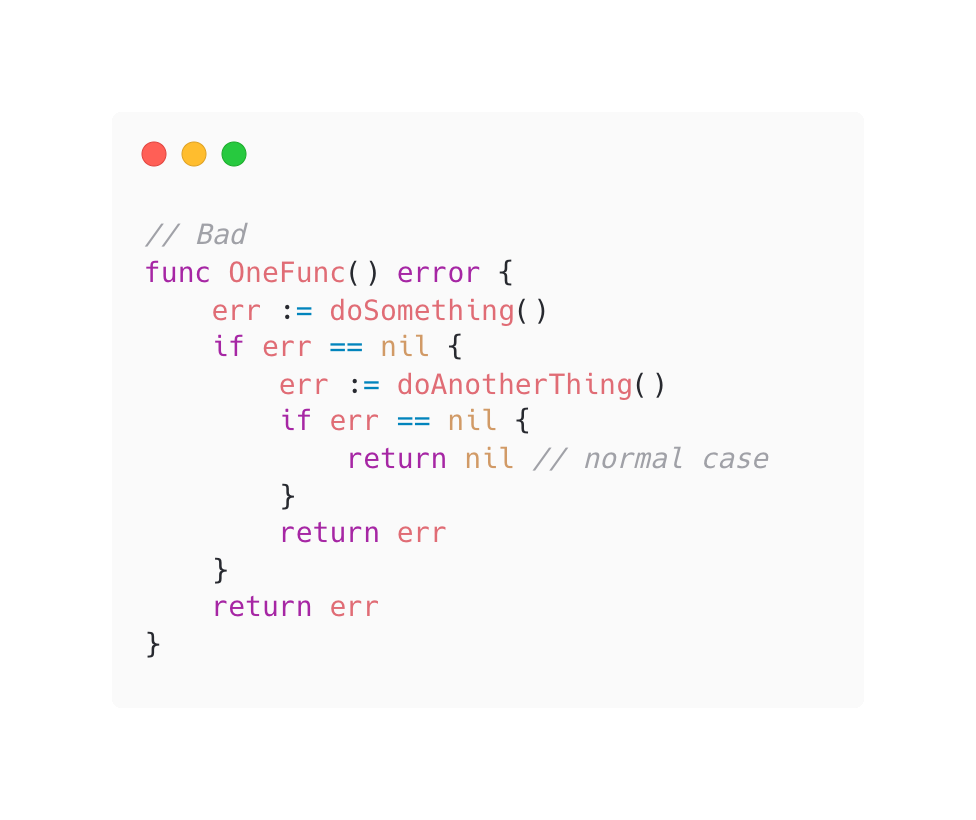 // Bad
func OneFunc() error {
    err := doSomething()
    if err == nil {
        err := doAnotherThing()
        if err == nil {
            return nil // normal case
        }
        return err
    }
    return err
}